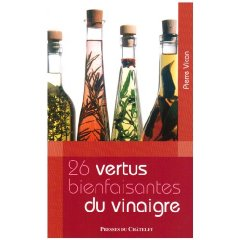 Pierre Vican
26 vertus
bienfaisantes
du vinaigre
PRESSES DU CHÂTELET